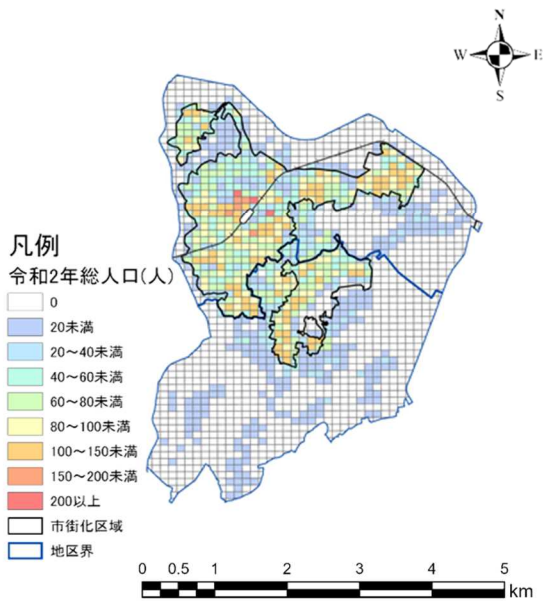 N
W E
S
凡例
令和2年総人口(人)
0
20未満
20～40未満
40～60未満
60～80未満
80～100未満
100～150未満
150～200未満
200以上
市街化区域
地区界
0 0.5 1 2 3 4 5
km